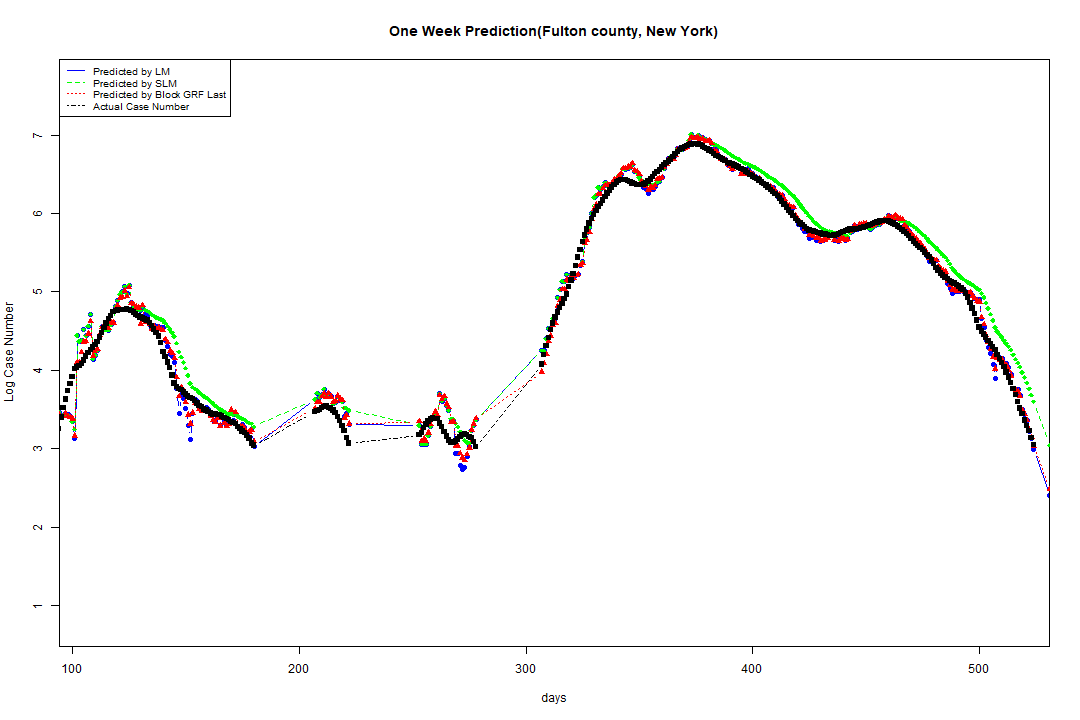 One Week Prediction(Fulton county, New York)
Predicted by LM
Predicted by SLM
Predicted by Block GRF Last
Actual Case Number
7
6
5
4
3
2
1
Log Case Number
100 200 300 400 500
days